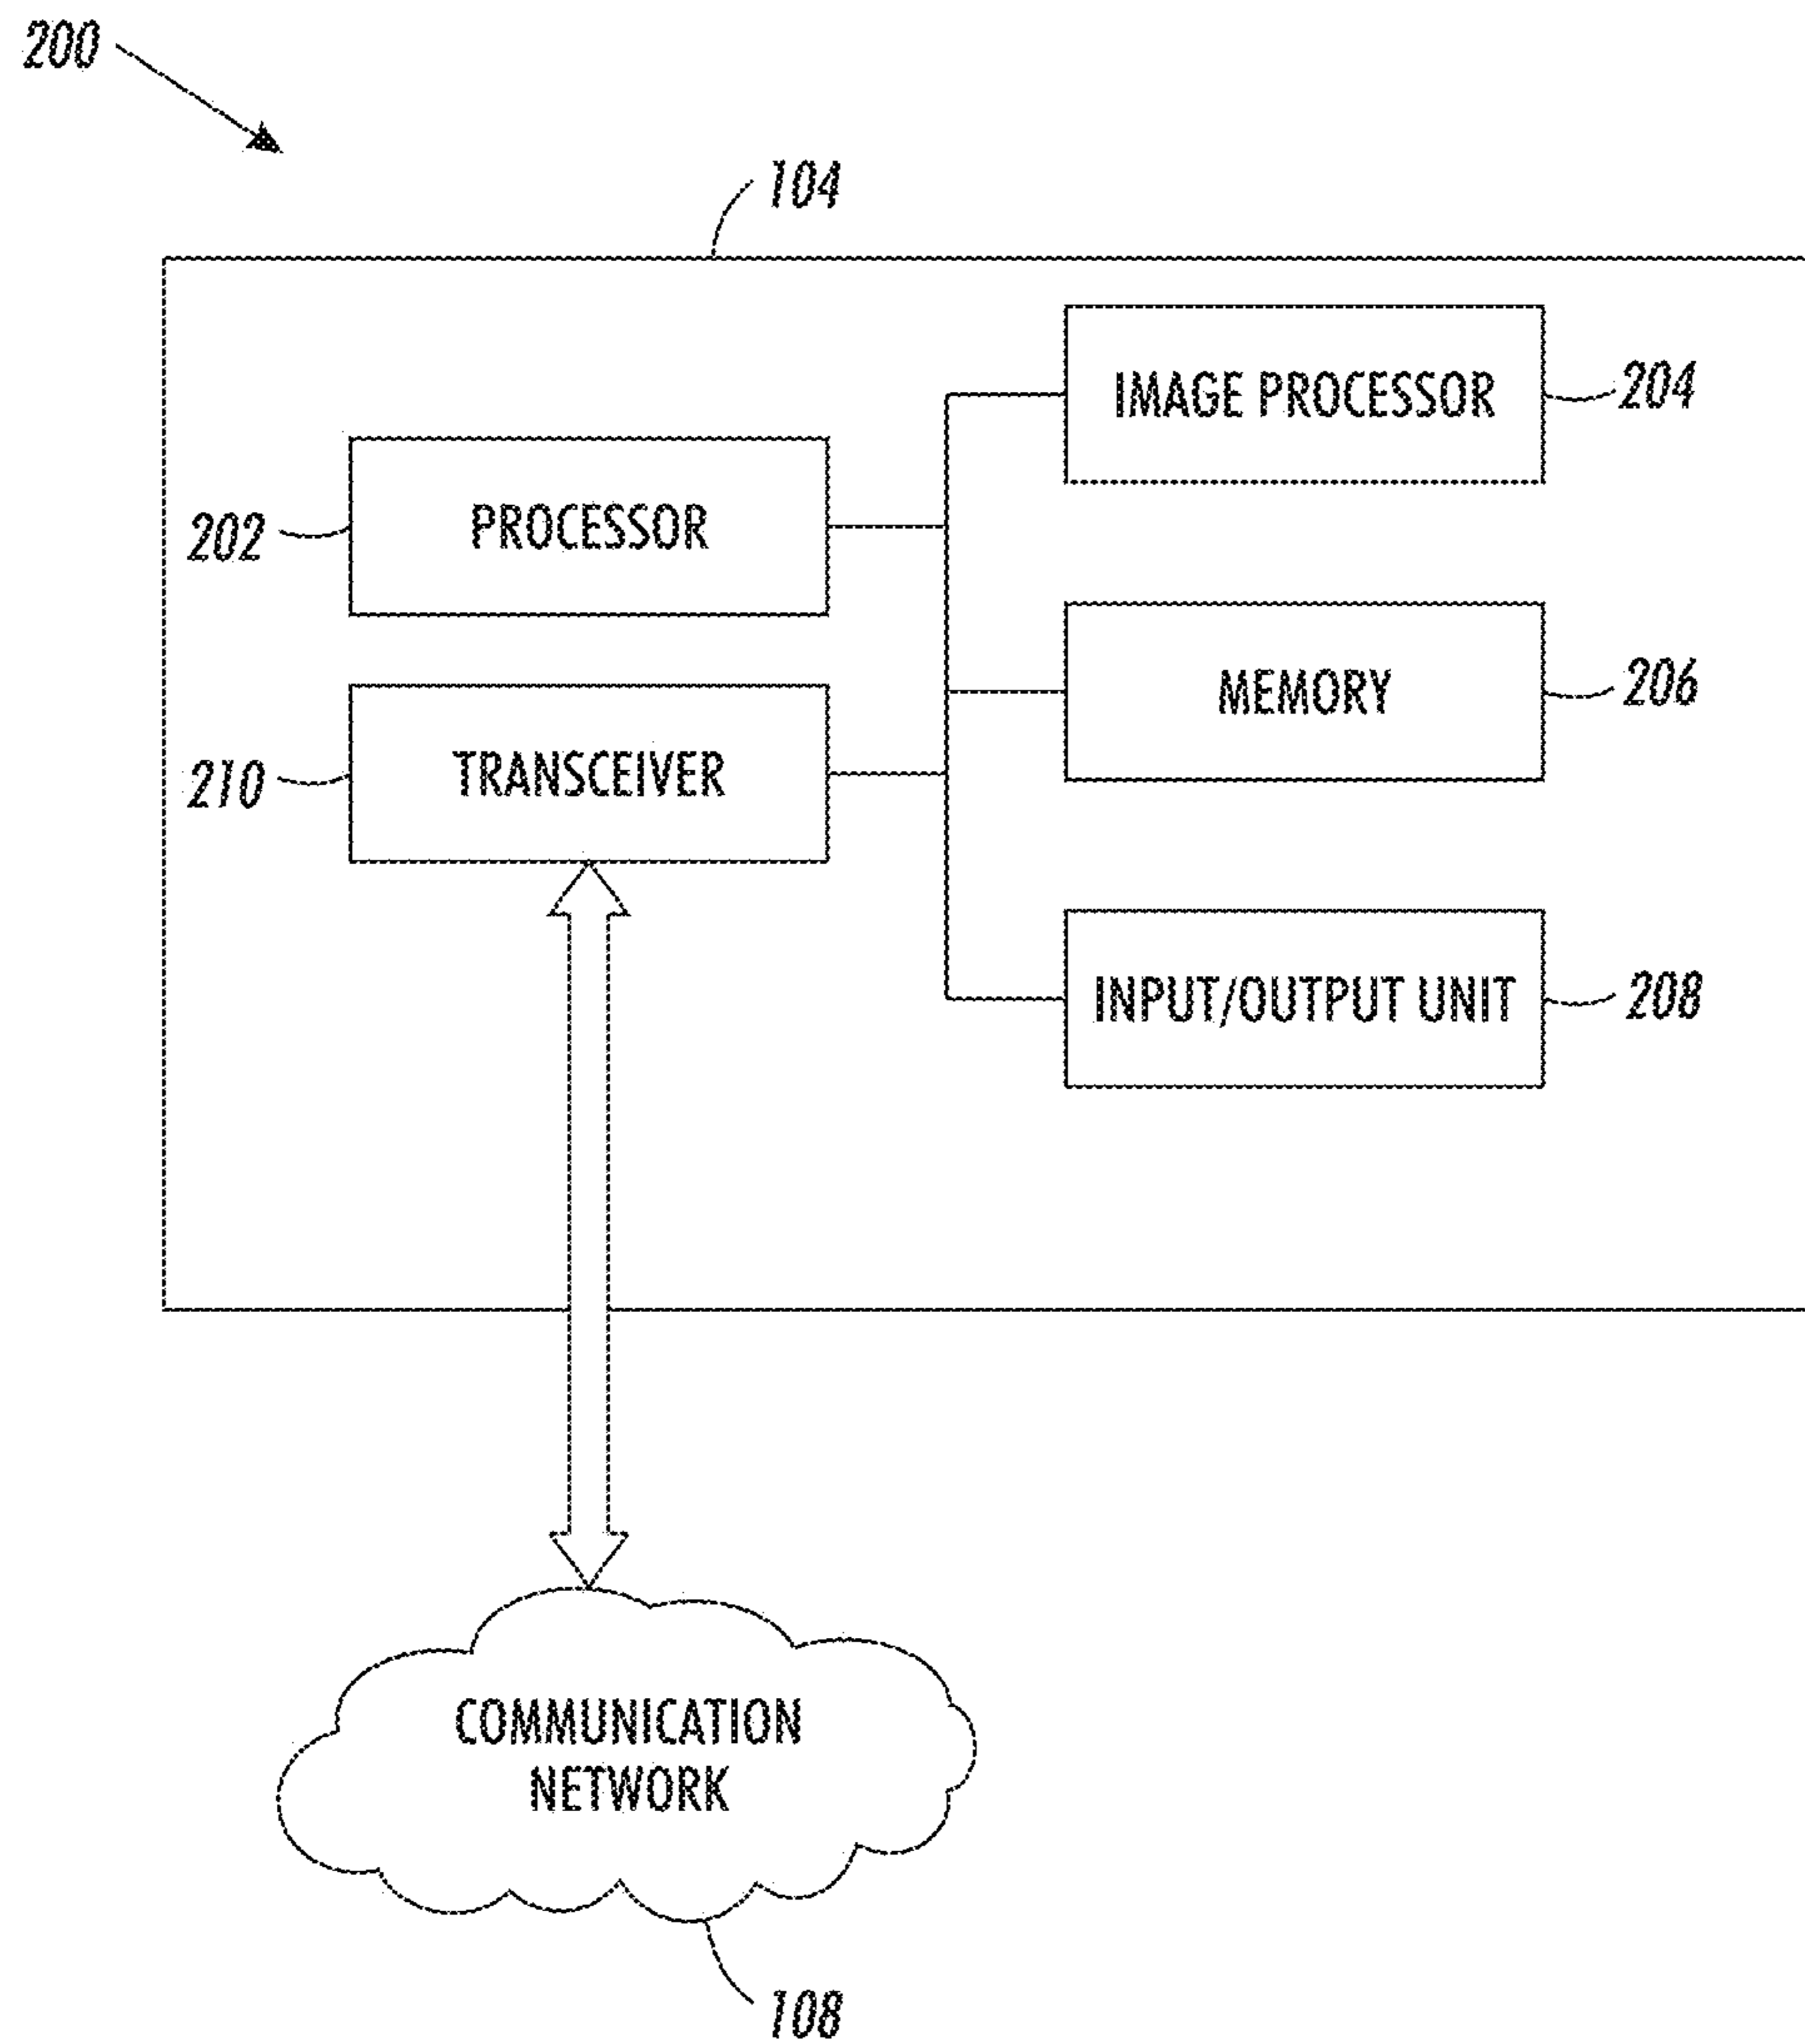 200
104
IMAGE PROCESSOR
204
PROCESSOR
202
MEMORY
206
TRANSCEIVER
210
INPUT/OUTPUT UNIT
208
COMMUNICATION
NETWORK
108